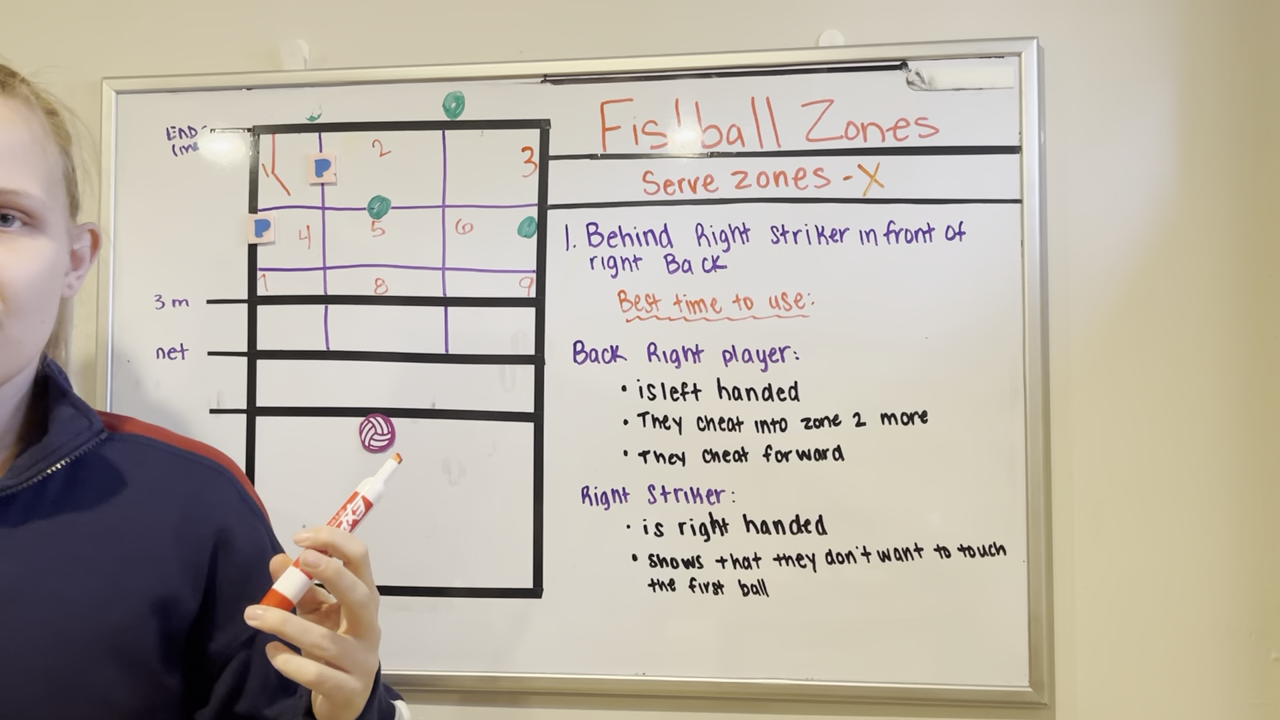 Fistball Zones
Serve zones - X
1. Behind Right Striker in front of
right Back
Best time to use:
Back Right player:
• is left handed
• They cheat into zone 2 more
• They cheat forward
Right Striker:
• is right handed
• shows that they don't want to touch
the first ball
END
1 P 2 3
P 4 5 6
7 8 9
3 m
net
EXPO